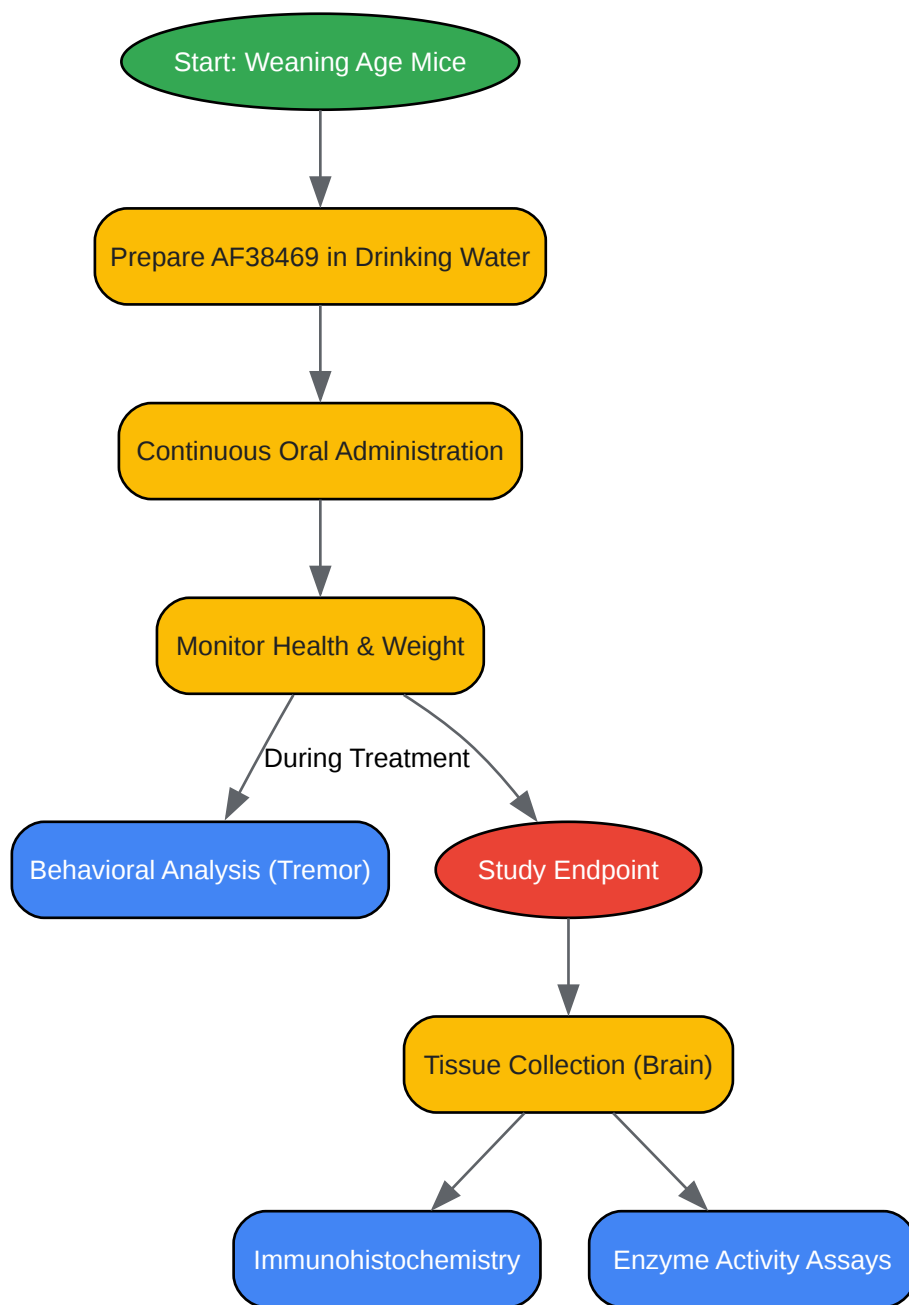 Start: Weaning Age Mice
Prepare AF38469 in Drinking Water
Continuous Oral Administration
Monitor Health & Weight
During Treatment
Behavioral Analysis (Tremor)
Study Endpoint
Tissue Collection (Brain)
Immunohistochemistry
Enzyme Activity Assays